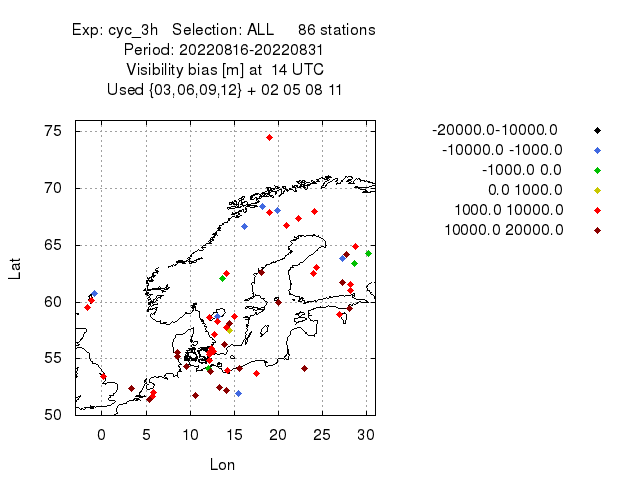 Exp: cyc_3h Selection: ALL 86 stations
Period: 20220816-20220831
Visibility bias [m] at 14 UTC
Used {03,06,09,12} + 02 05 08 11
-20000.0-10000.0
-10000.0 -1000.0
-1000.0 0.0
0.0 1000.0
1000.0 10000.0
10000.0 20000.0
Lat
75
70
65
60
55
50
0 5 10 15 20 25 30
Lon